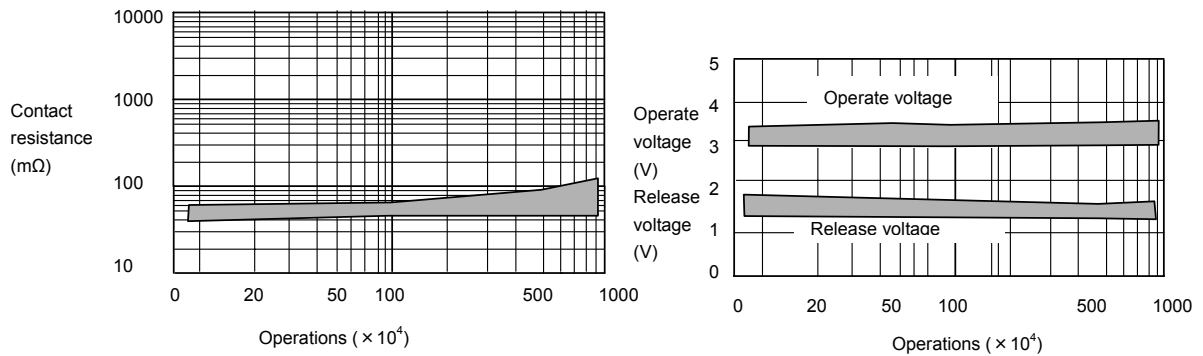 10000
1000
100
10
Contact
resistance
(mΩ)
0 20 50 100 500 1000
Operations (×10⁴)
5
4
3
2
1
0
Operate
voltage
(V)
Release
voltage
(V)
Operate voltage
Release voltage
0 20 50 100 500 1000
Operations (×10⁴)